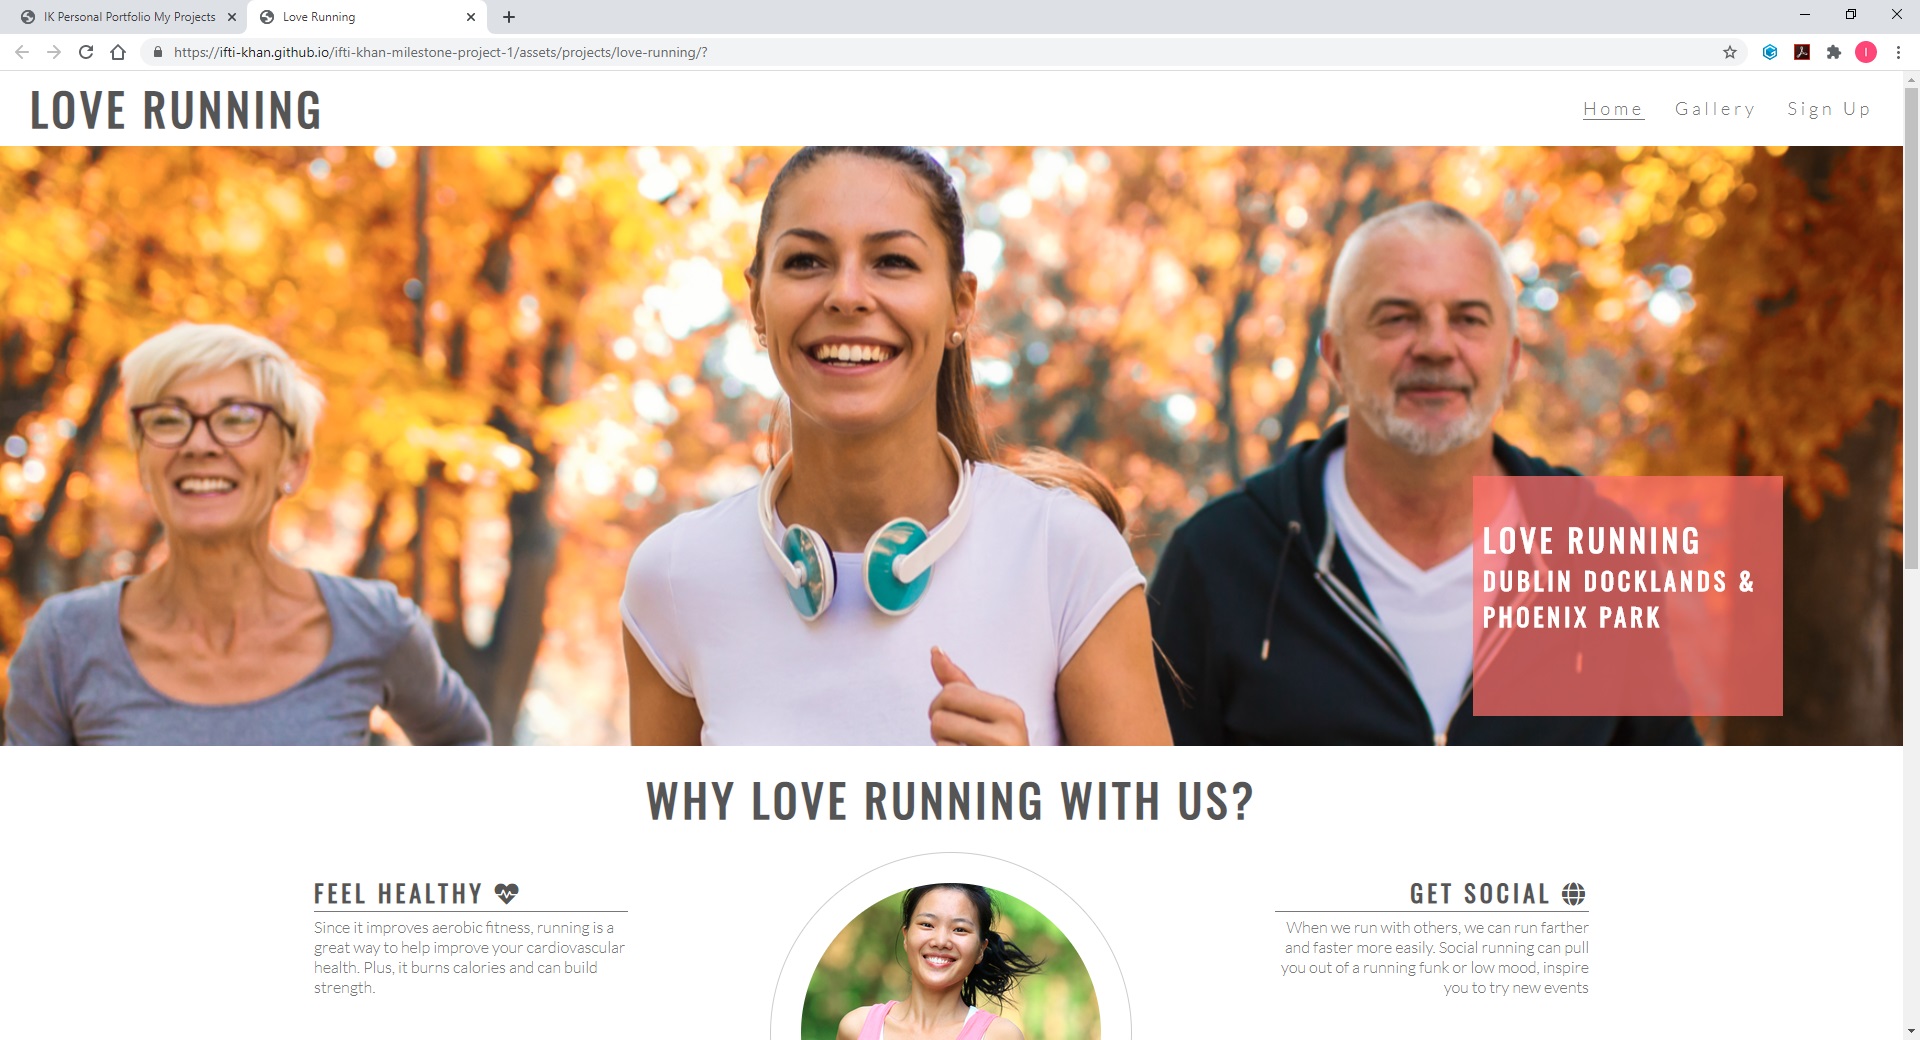 IK Personal Portfolio My Projects
Love Running
https://ifti-khan.github.io/ifti-khan-milestone-project-1/assets/projects/love-running/?
I
LOVE RUNNING
Home Gallery Sign Up
LOVE RUNNING
DUBLIN DOCKLANDS &
PHOENIX PARK
WHY LOVE RUNNING WITH US?
FEEL HEALTHY
Since it improves aerobic fitness, running is a
great way to help improve your cardiovascular
health. Plus, it burns calories and can build
strength.
GET SOCIAL
When we run with others, we can run farther
and faster more easily. Social running can pull
you out of a running funk or low mood, inspire
you to try new events